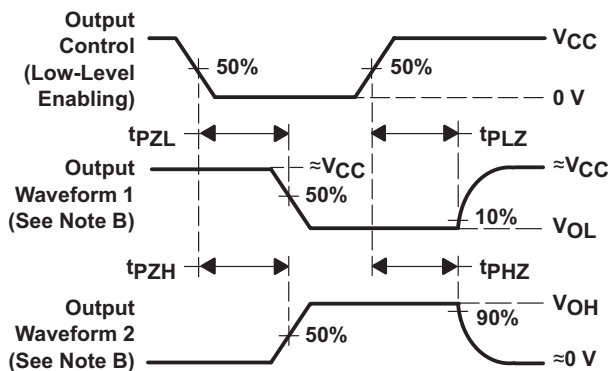 Output
Control
(Low-Level
Enabling)
50%
50%
VCC
0 V
tPZL
tPLZ
Output
Waveform 1
(See Note B)
≈VCC
50%
≈VCC
10%
VOL
tPZH
tPHZ
Output
Waveform 2
(See Note B)
50%
VOH
90%
≈0 V